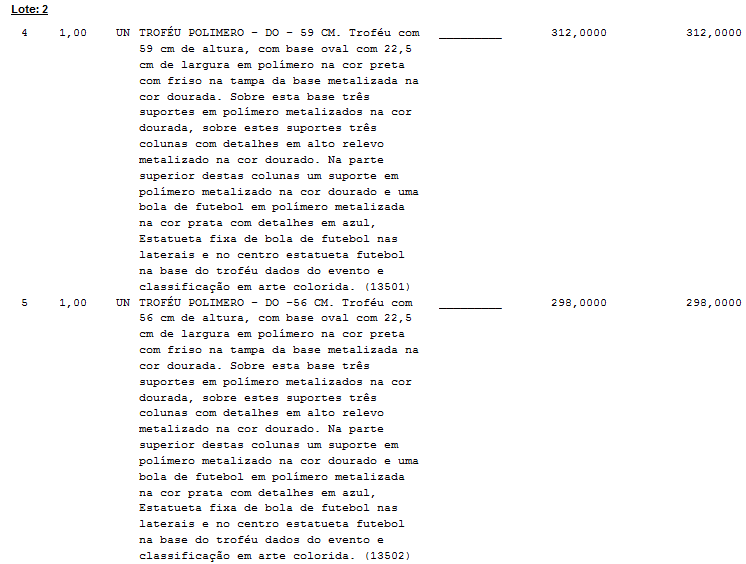 Lote: 2
4 1,00 UN TROFÉU POLIMERO - DO - 59 CM. Troféu com __________ 312,0000 312,0000
59 cm de altura, com base oval com 22,5
cm de largura em polímero na cor preta
com friso na tampa da base metalizada na
cor dourada. Sobre esta base três
suportes em polímero metalizados na cor
dourada, sobre estes suportes três
colunas com detalhes em alto relevo
metalizado na cor dourado. Na parte
superior destas colunas um suporte em
polímero metalizado na cor dourado e uma
bola de futebol em polímero metalizada
na cor prata com detalhes em azul,
Estatueta fixa de bola de futebol nas
laterais e no centro estatueta futebol
na base do troféu dados do evento e
classificação em arte colorida. (13501)
5 1,00 UN TROFÉU POLIMERO - DO -56 CM. Troféu com __________ 298,0000 298,0000
56 cm de altura, com base oval com 22,5
cm de largura em polímero na cor preta
com friso na tampa da base metalizada na
cor dourada. Sobre esta base três
suportes em polímero metalizados na cor
dourada, sobre estes suportes três
colunas com detalhes em alto relevo
metalizado na cor dourado. Na parte
superior destas colunas um suporte em
polímero metalizado na cor dourado e uma
bola de futebol em polímero metalizada
na cor prata com detalhes em azul,
Estatueta fixa de bola de futebol nas
laterais e no centro estatueta futebol
na base do troféu dados do evento e
classificação em arte colorida. (13502)